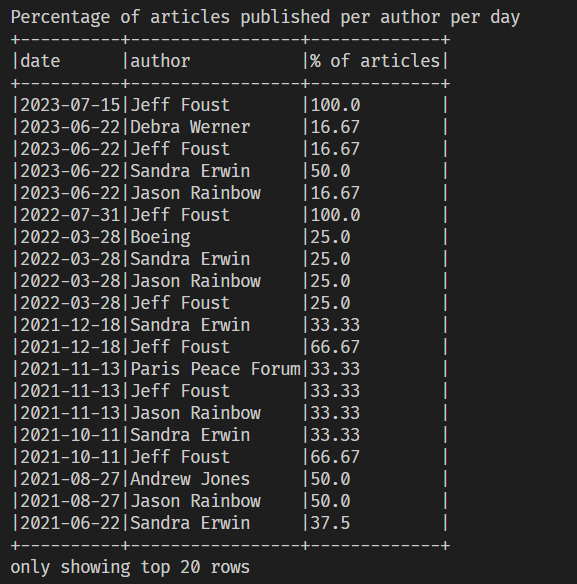 Percentage of articles published per author per day
+----------+-----------------+-------------+
|date      |author           |% of articles|
+----------+-----------------+-------------+
|2023-07-15|Jeff Foust       |100.0        |
|2023-06-22|Debra Werner     |16.67        |
|2023-06-22|Jeff Foust       |16.67        |
|2023-06-22|Sandra Erwin     |50.0         |
|2023-06-22|Jason Rainbow    |16.67        |
|2022-07-31|Jeff Foust       |100.0        |
|2022-03-28|Boeing           |25.0         |
|2022-03-28|Sandra Erwin     |25.0         |
|2022-03-28|Jason Rainbow    |25.0         |
|2022-03-28|Jeff Foust       |25.0         |
|2021-12-18|Sandra Erwin     |33.33        |
|2021-12-18|Jeff Foust       |66.67        |
|2021-11-13|Paris Peace Forum|33.33        |
|2021-11-13|Jeff Foust       |33.33        |
|2021-11-13|Jason Rainbow    |33.33        |
|2021-10-11|Sandra Erwin     |33.33        |
|2021-10-11|Jeff Foust       |66.67        |
|2021-08-27|Andrew Jones     |50.0         |
|2021-08-27|Jason Rainbow    |50.0         |
|2021-06-22|Sandra Erwin     |37.5         |
+----------+-----------------+-------------+
only showing top 20 rows